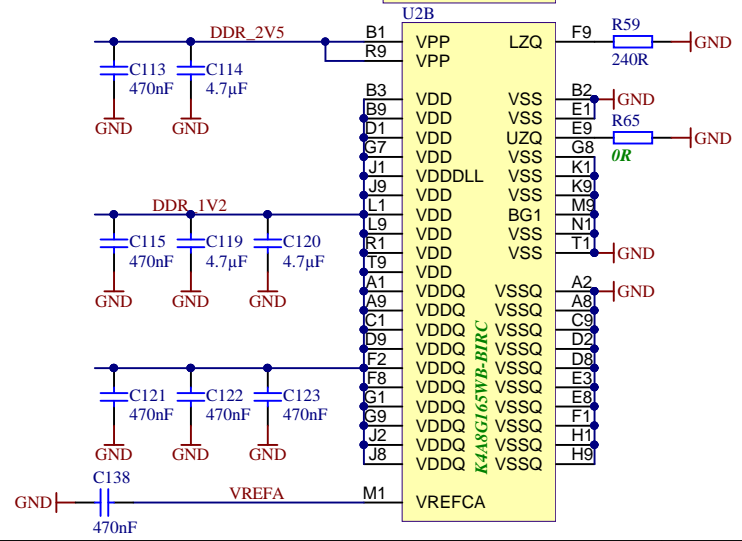 U2B
DDR_2V5
B1
VPP
LZQ
F9
R59
GND
240R
R9
VPP
C113
470nF
GND
C114
4.7µF
GND
B3
VDD
VSS
B2
GND
B9
VDD
VSS
E1
D1
VDD
UZQ
E9
R65
GND
0R
G7
VDD
VSS
G8
J1
VDDDLL
VSS
K1
J9
VDD
VSS
K9
DDR_1V2
L1
VDD
BG1
M9
L9
VDD
VSS
N1
R1
VDD
VSS
T1
GND
T9
VDD
C115
470nF
GND
C119
4.7µF
GND
C120
4.7µF
GND
A1
VDDQ
VSSQ
A2
GND
A9
VDDQ
VSSQ
A8
C1
VDDQ
VSSQ
C9
D9
VDDQ
VSSQ
D2
F2
VDDQ
VSSQ
D8
F8
VDDQ
VSSQ
E3
G1
VDDQ
VSSQ
E8
G9
VDDQ
VSSQ
F1
J2
VDDQ
VSSQ
H1
J8
VDDQ
VSSQ
H9
K4A8G165WB-BIRC
C121
470nF
GND
C122
470nF
GND
C123
470nF
GND
C138
GND
470nF
VREFA
M1
VREFCA